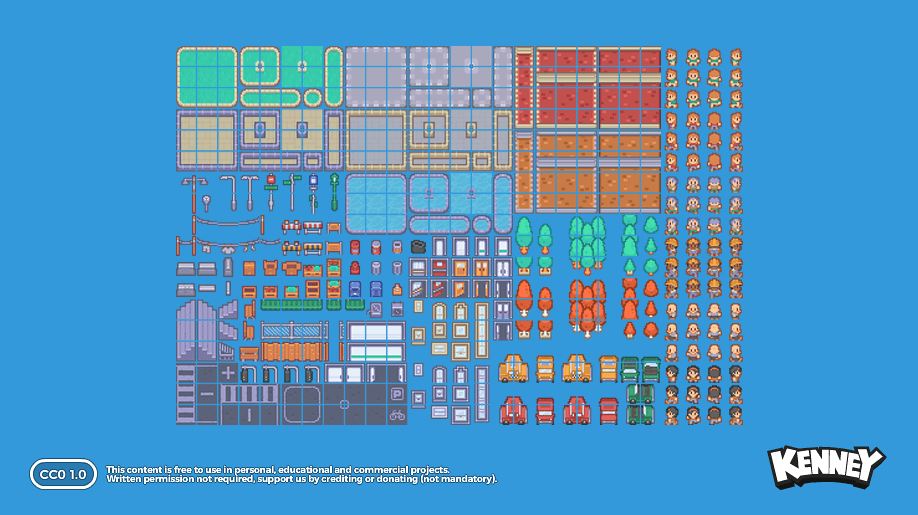 P
CC0 1.0
This content is free to use in personal, educational and commercial projects.
Written permission not required, support us by crediting or donating (not mandatory).
KENNEY